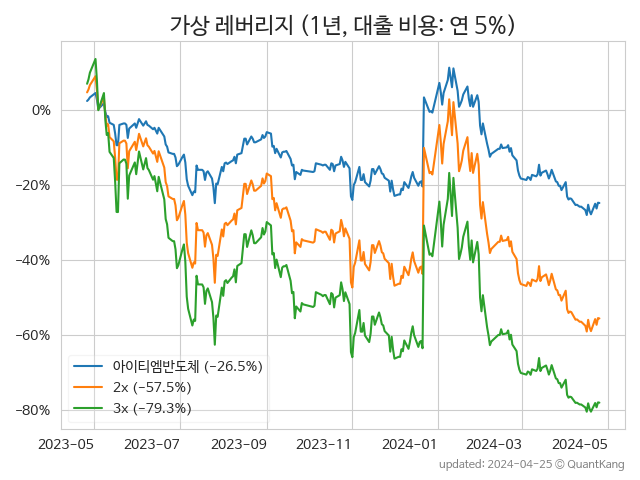 가상 레버리지 (1년, 대출 비용: 연 5%)
0%
−20%
−40%
−60%
−80%
아이티엠반도체 (−26.5%)
2x (−57.5%)
3x (−79.3%)
2023-05 2023-07 2023-09 2023-11 2024-01 2024-03 2024-05
updated: 2024-04-25 © QuantKang